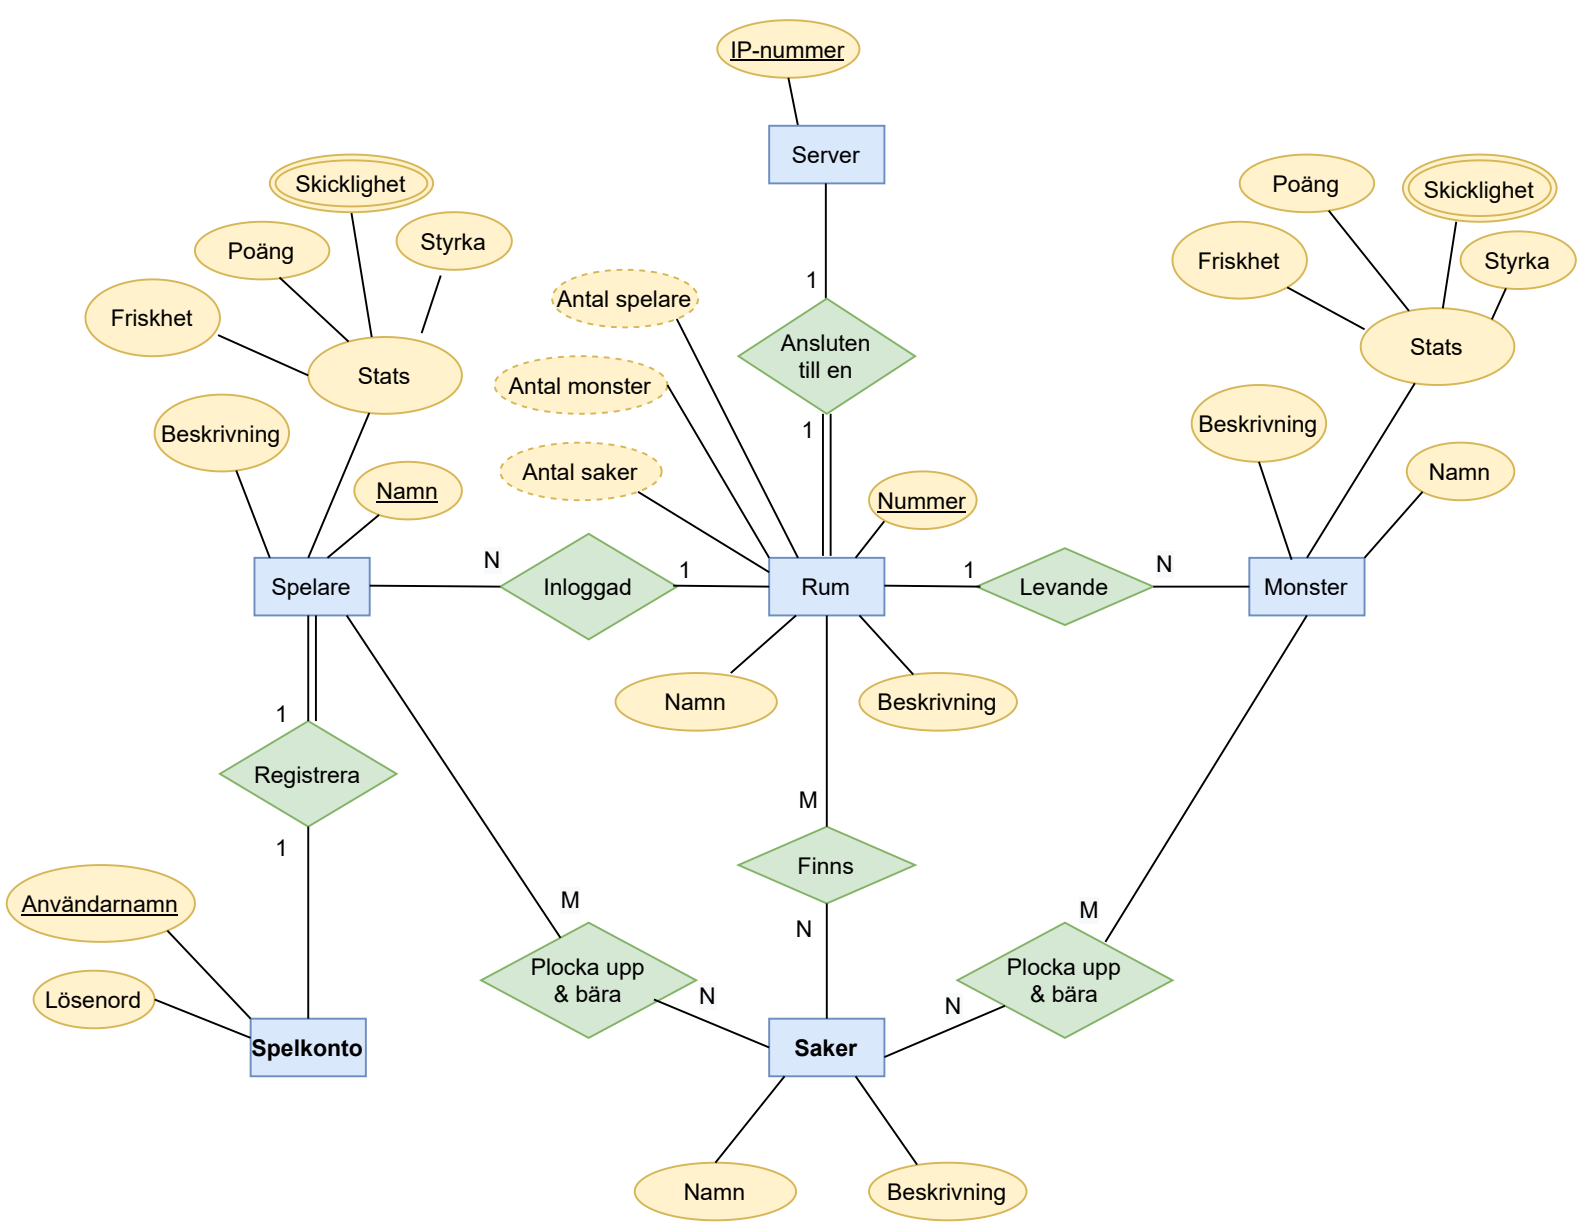 IP-nummer
Server
Skicklighet
Poäng
Styrka
Friskhet
Stats
Beskrivning
Namn
Antal spelare
Antal monster
Antal saker
1
Ansluten
till en
1
Nummer
Poäng
Skicklighet
Friskhet
Styrka
Stats
Beskrivning
Namn
Spelare
N
Inloggad
1
Rum
1
Levande
N
Monster
Namn
Beskrivning
1
Registrera
1
M
Finns
N
M
Plocka upp
& bära
N
M
Plocka upp
& bära
N
Användarnamn
Lösenord
Spelkonto
Saker
Namn
Beskrivning